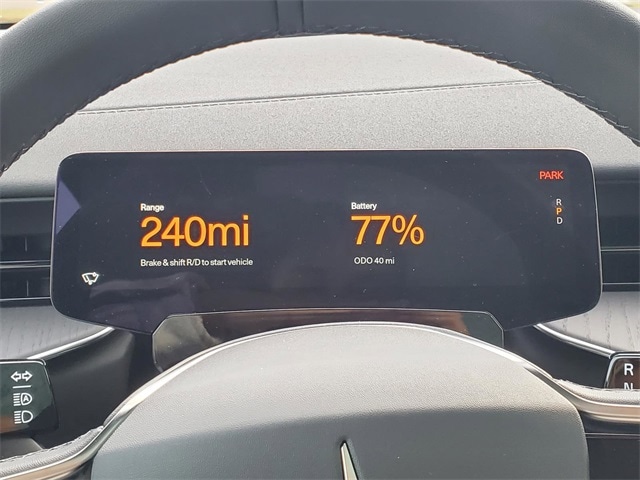 PARK
Range
240mi
Brake & shift R/D to start vehicle
Battery
77%
ODO 40 mi
R
P
D
A
R
N